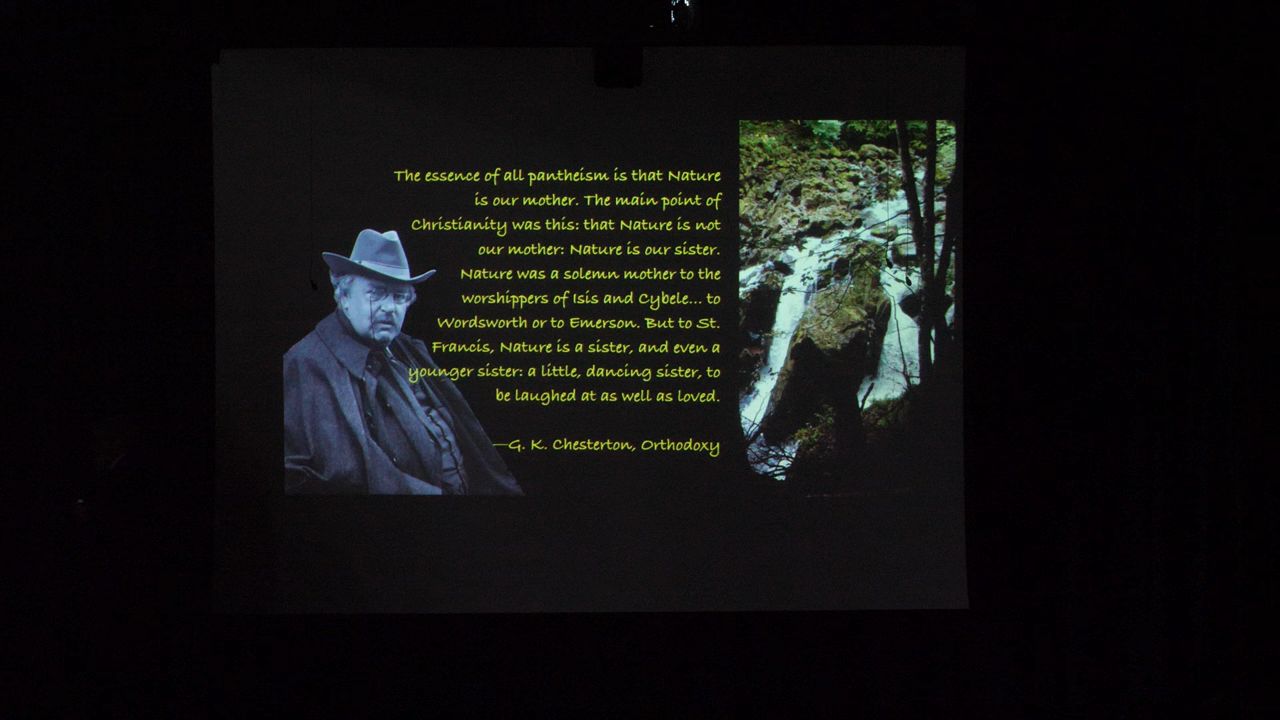 The essence of all pantheism is that Nature
is our mother. The main point of
Christianity was this: that Nature is not
our mother: Nature is our sister.
Nature was a solemn mother to the
worshippers of Isis and Cybele... to
Wordsworth or to Emerson. But to St.
Francis, Nature is a sister, and even a
younger sister: a little, dancing sister, to
be laughed at as well as loved.
—G. K. Chesterton, Orthodoxy